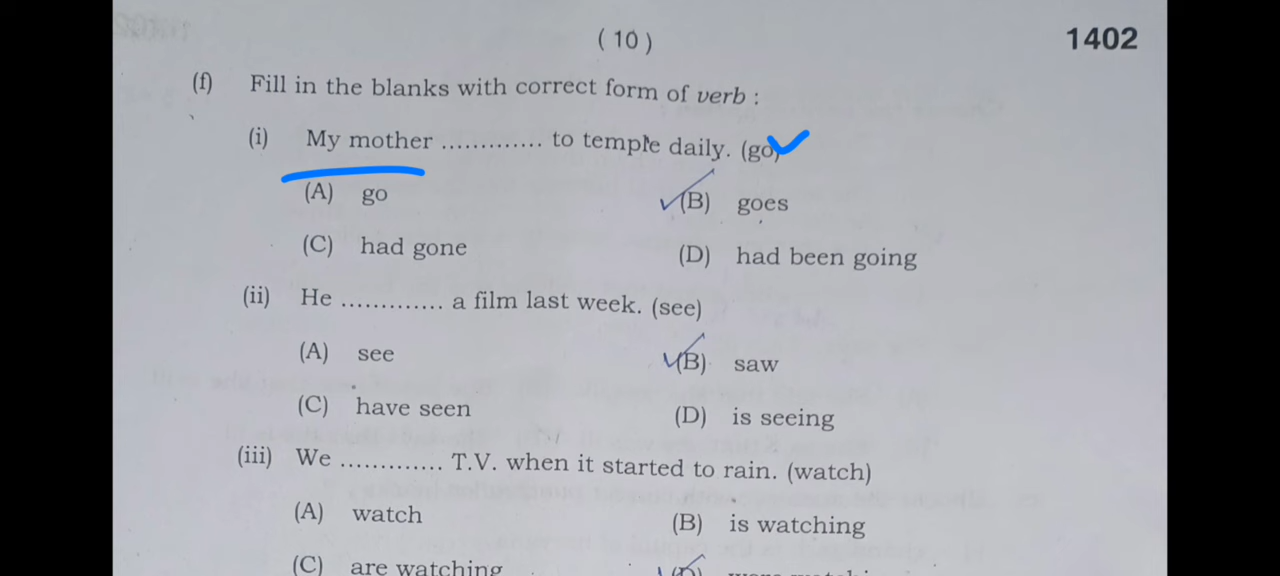 ( 10 )
1402
(f) Fill in the blanks with correct form of verb :
(i) My mother ............. to temple daily. (go)
(A) go (B) goes
(C) had gone (D) had been going
(ii) He ............. a film last week. (see)
(A) see (B) saw
(C) have seen (D) is seeing
(iii) We ............. T.V. when it started to rain. (watch)
(A) watch (B) is watching
(C) are watching (D)